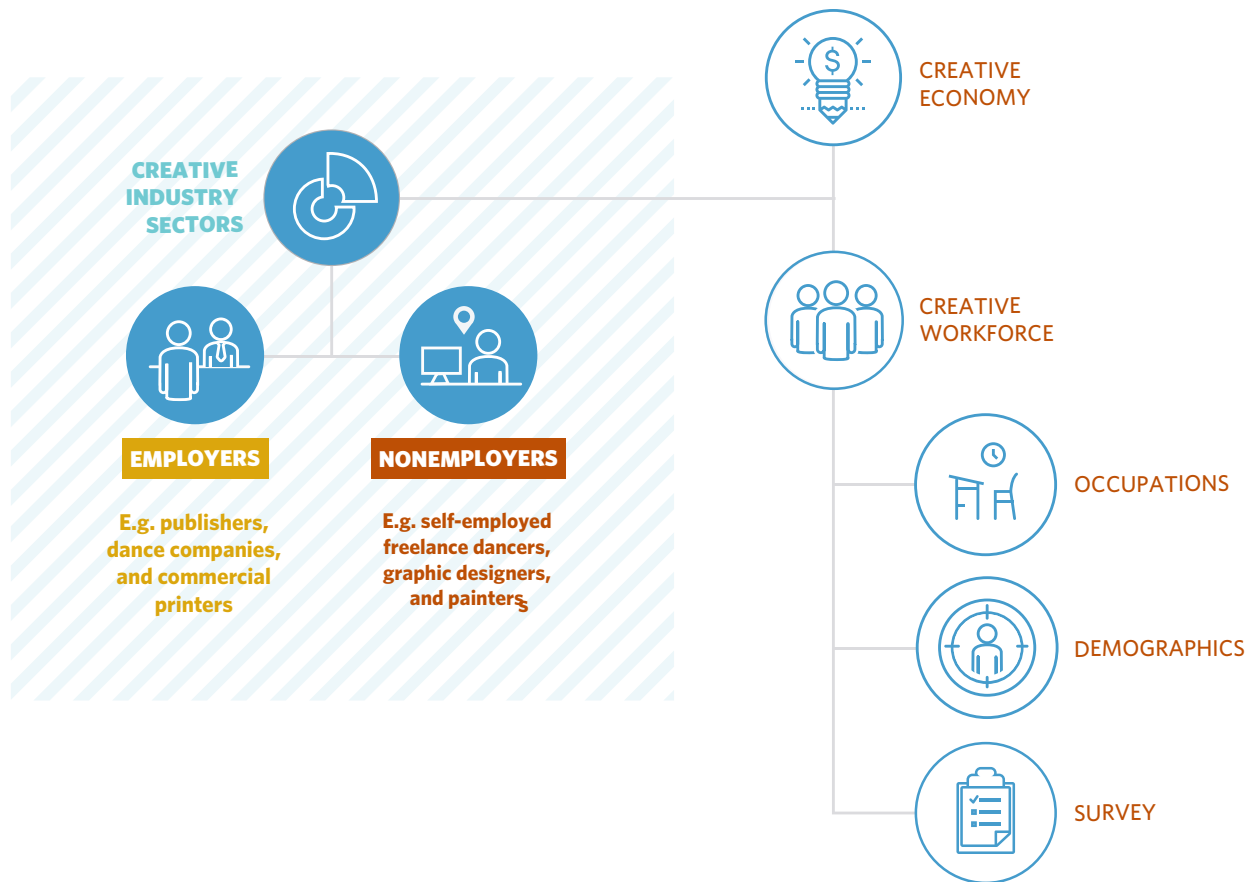 CREATIVE
ECONOMY
CREATIVE
INDUSTRY
SECTORS
$
CREATIVE
WORKFORCE
EMPLOYERS
NONEMPLOYERS
E.g. publishers,
dance companies,
and commercial
printers
E.g. self-employed
freelance dancers,
graphic designers,
and painters
OCCUPATIONS
DEMOGRAPHICS
SURVEY